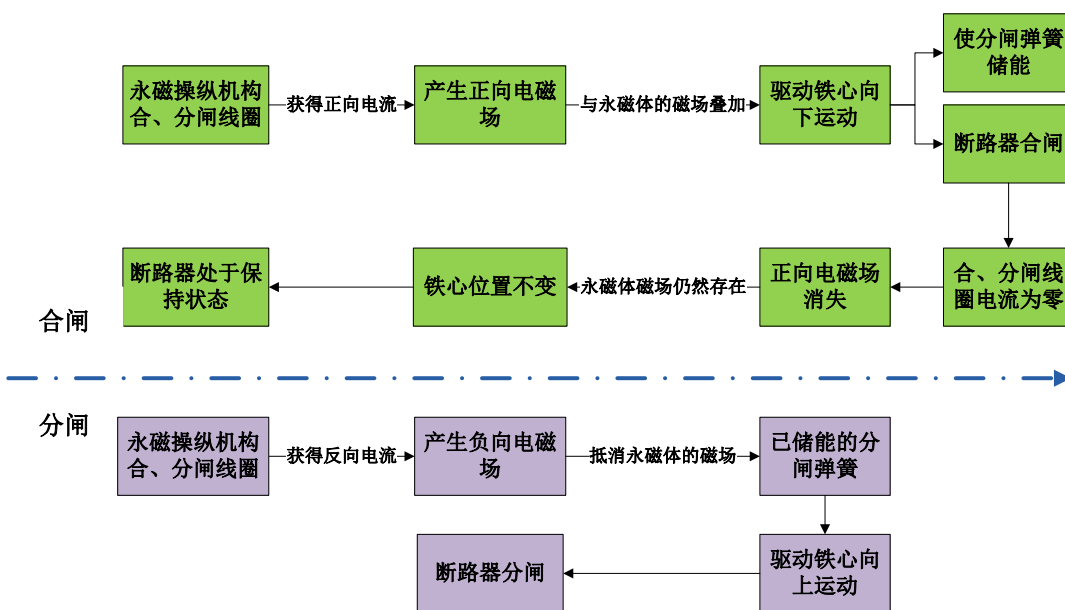 永磁操纵机构
合、分闸线圈
获得正向电流
产生正向电磁
场
与永磁体的磁场叠加
驱动铁心向
下运动
使分闸弹簧
储能
断路器合闸
断路器处于保
持状态
铁心位置不变
永磁体磁场仍然存在
正向电磁场
消失
合、分闸线
圈电流为零
合闸
分闸
永磁操纵机构
合、分闸线圈
获得反向电流
产生负向电磁
场
抵消永磁体的磁场
已储能的分
闸弹簧
断路器分闸
驱动铁心向
上运动